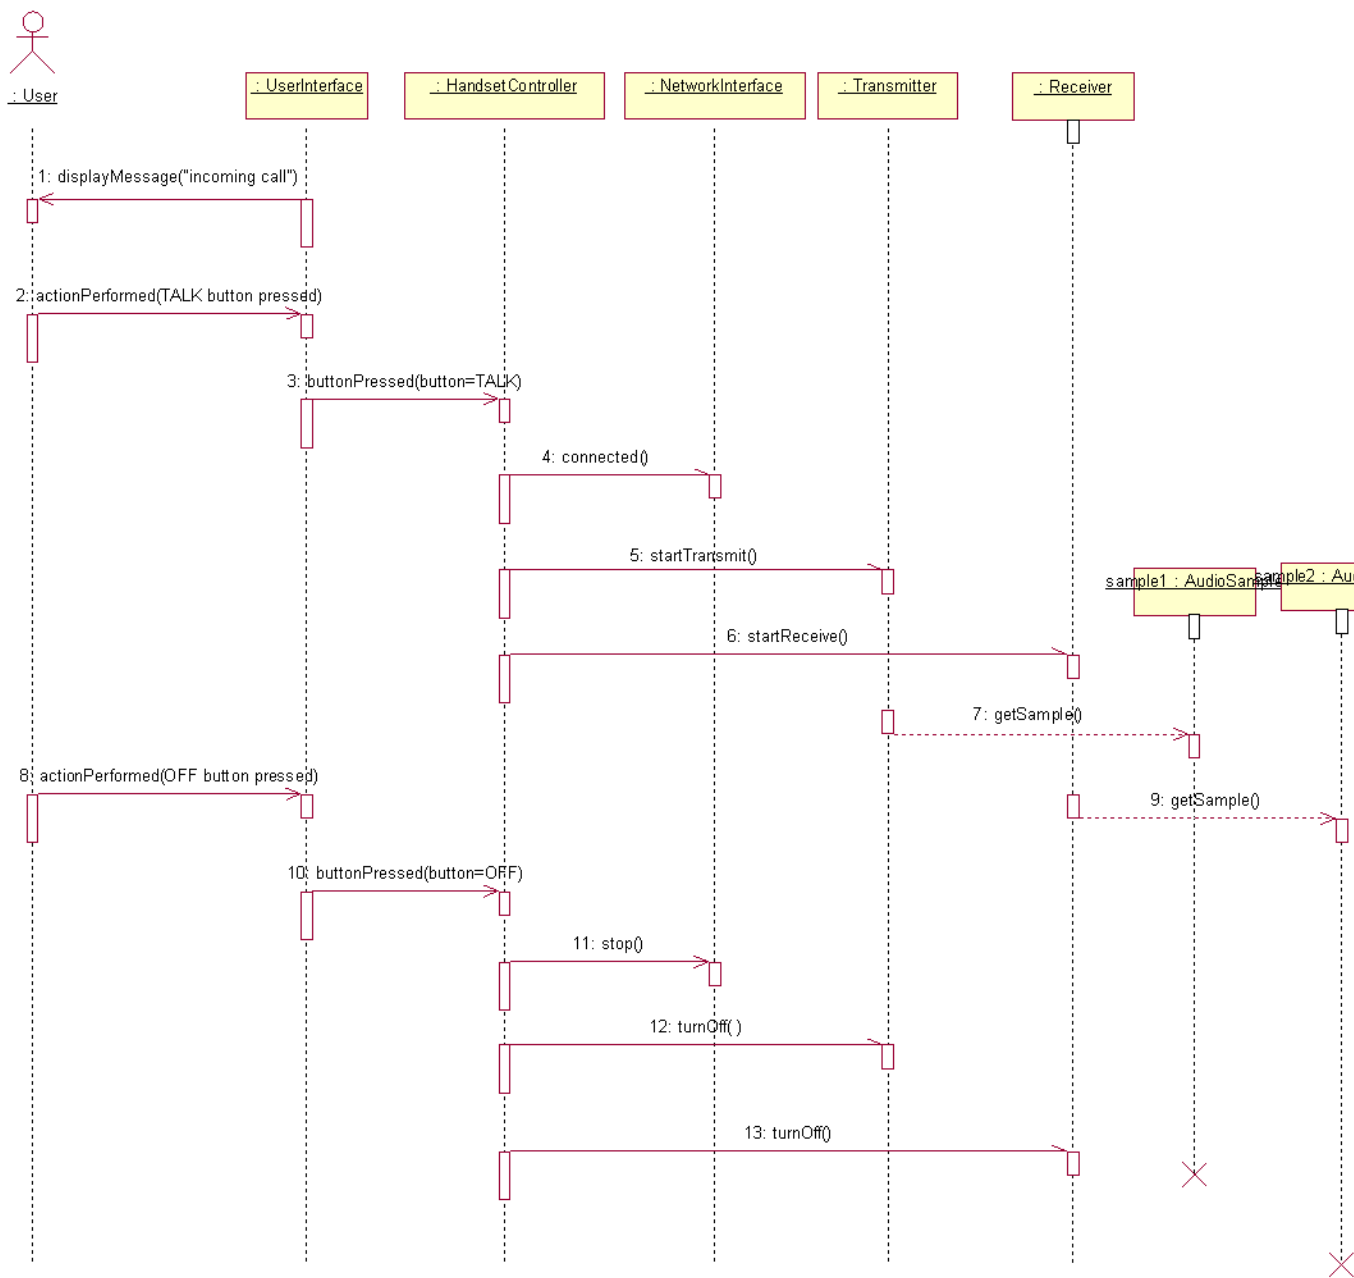 : User
: UserInterface
: HandsetController
: NetworkInterface
: Transmitter
: Receiver
1: displayMessage("incoming call")
2: actionPerformed(TALK button pressed)
3: buttonPressed(button=TALK)
4: connected()
5: startTransmit()
sample1 : AudioSample
sample2 :
6: startReceive()
7: getSample()
8: actionPerformed(OFF button pressed)
9: getSample()
10: buttonPressed(button=OFF)
11: stop()
12: turnOff( )
13: turnOff()